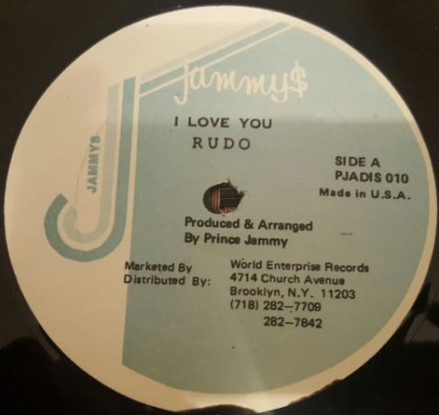 Jammy$
JAMMYS
I LOVE YOU
RUDO
SIDE A
PJADIS 010
Made in U.S.A.
Produced & Arranged
By Prince Jammy
Marketed By
Distributed By:
World Enterprise Records
4714 Church Avenue
Brooklyn, N.Y. 11203
(718) 282-7709
282-7842